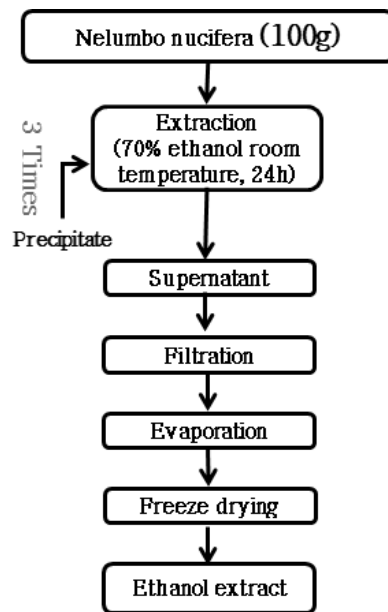 Nelumbo nucifera (100g)
Extraction
(70% ethanol room
temperature, 24h)
3 Times
Precipitate
Supernatant
Filtration
Evaporation
Freeze drying
Ethanol extract